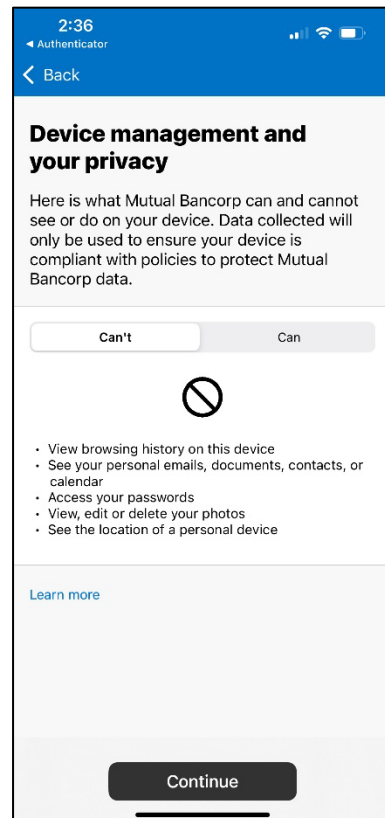 2:36
◀ Authenticator
Back
Device management and
your privacy
Here is what Mutual Bancorp can and cannot
see or do on your device. Data collected will
only be used to ensure your device is
compliant with policies to protect Mutual
Bancorp data.
Can't Can
• View browsing history on this device
• See your personal emails, documents, contacts, or
calendar
• Access your passwords
• View, edit or delete your photos
• See the location of a personal device
Learn more
Continue